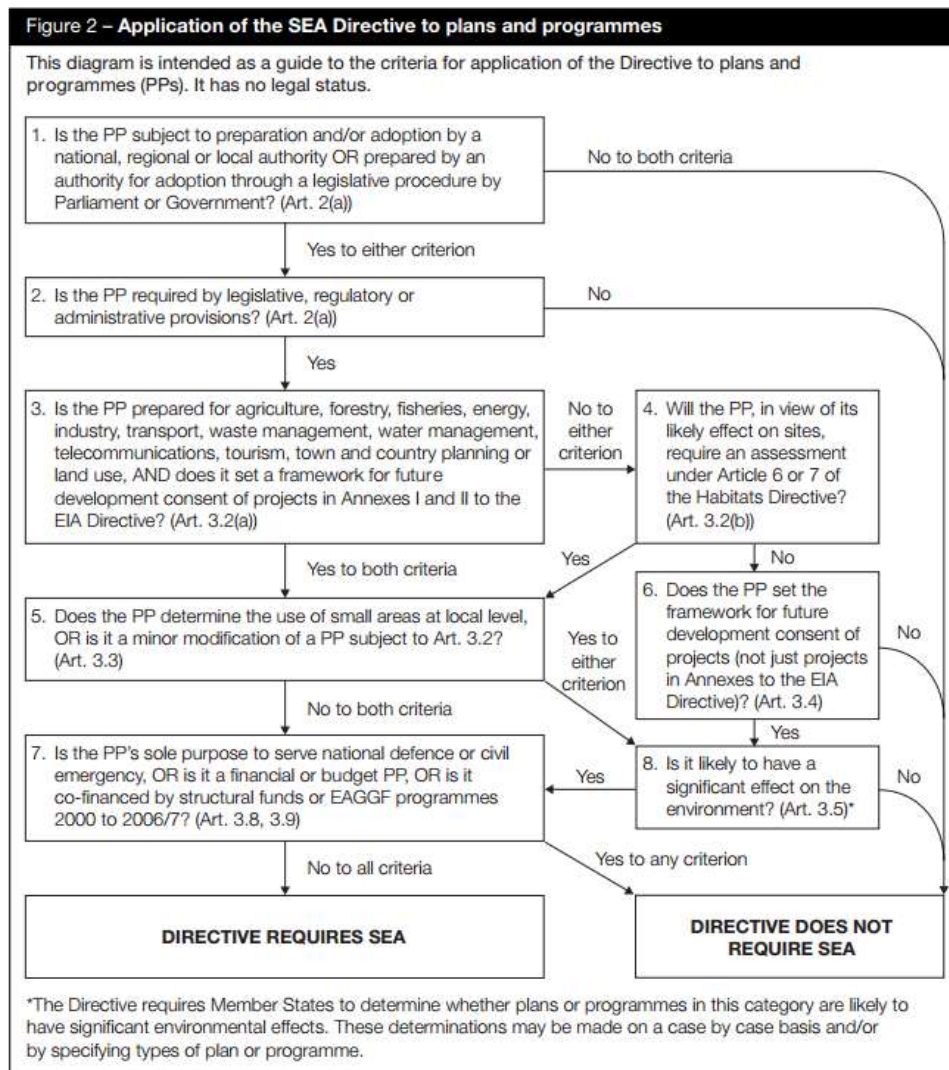 Figure 2 – Application of the SEA Directive to plans and programmes
This diagram is intended as a guide to the criteria for application of the Directive to plans and
programmes (PPs). It has no legal status.
1. Is the PP subject to preparation and/or adoption by a
national, regional or local authority OR prepared by an
authority for adoption through a legislative procedure by
Parliament or Government? (Art. 2(a))
No to both criteria
Yes to either criterion
2. Is the PP required by legislative, regulatory or
administrative provisions? (Art. 2(a))
No
Yes
3. Is the PP prepared for agriculture, forestry, fisheries, energy,
industry, transport, waste management, water management,
telecommunications, tourism, town and country planning or
land use, AND does it set a framework for future
development consent of projects in Annexes I and II to the
EIA Directive? (Art. 3.2(a))
No to
either
criterion
4. Will the PP, in view of its
likely effect on sites,
require an assessment
under Article 6 or 7 of
the Habitats Directive?
(Art. 3.2(b))
Yes to both criteria
Yes
No
5. Does the PP determine the use of small areas at local level,
OR is it a minor modification of a PP subject to Art. 3.2?
(Art. 3.3)
Yes to
either
criterion
6. Does the PP set the
framework for future
development consent of
projects (not just projects
in Annexes to the EIA
Directive)? (Art. 3.4)
No
No to both criteria
Yes
7. Is the PP's sole purpose to serve national defence or civil
emergency, OR is it a financial or budget PP, OR is it
co-financed by structural funds or EAGGF programmes
2000 to 2006/7? (Art. 3.8, 3.9)
Yes
8. Is it likely to have a
significant effect on the
environment? (Art. 3.5)*
No
No to all criteria
Yes to any criterion
DIRECTIVE REQUIRES SEA
DIRECTIVE DOES NOT
REQUIRE SEA
*The Directive requires Member States to determine whether plans or programmes in this category are likely to
have significant environmental effects. These determinations may be made on a case by case basis and/or
by specifying types of plan or programme.